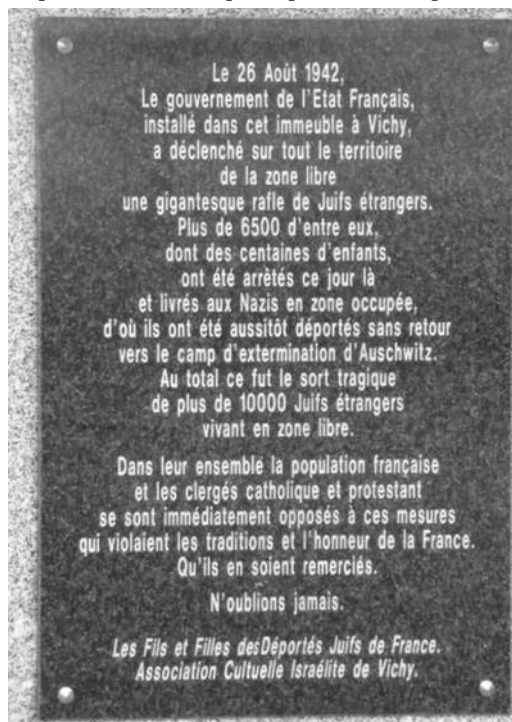 Le 26 Août 1942,
Le gouvernement de l'Etat Français,
installé dans cet immeuble à Vichy,
a déclenché sur tout le territoire
de la zone libre
une gigantesque rafle de Juifs étrangers.
Plus de 6500 d'entre eux,
dont des centaines d'enfants,
ont été arrètés ce jour là
et livrés aux Nazis en zone occupée,
d'où ils ont été aussitôt déportés sans retour
vers le camp d'extermination d'Auschwitz.
Au total ce fut le sort tragique
de plus de 10000 Juifs étrangers
vivant en zone libre.
Dans leur ensemble la population française
et les clergés catholique et protestant
se sont immédiatement opposés à ces mesures
qui violaient les traditions et l'honneur de la France.
Qu'ils en soient remerciés.
N'oublions jamais.
Les Fils et Filles des Déportés Juifs de France.
Association Cultuelle Israélite de Vichy.